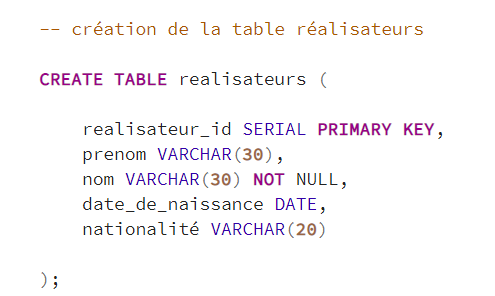 -- création de la table réalisateurs
CREATE TABLE realisateurs (
realisateur_id SERIAL PRIMARY KEY,
prenom VARCHAR(30),
nom VARCHAR(30) NOT NULL,
date_de_naissance DATE,
nationalité VARCHAR(20)
);